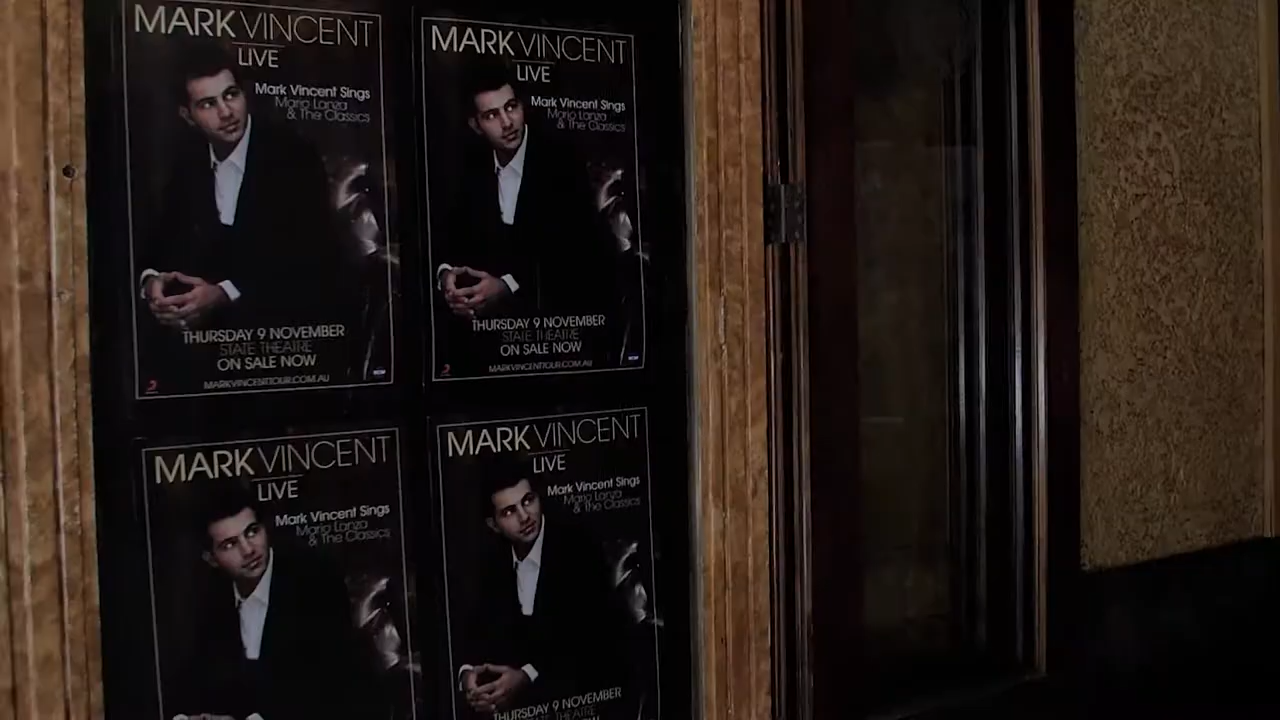 MARK VINCENT
LIVE
Mark Vincent Sings
Mario Lanza
& The Classics
THURSDAY 9 NOVEMBER
STATE THEATRE
ON SALE NOW
MARKVINCENTTOUR.COM.AU
MARK VINCENT
LIVE
Mark Vincent Sings
Mario Lanza
& The Classics
THURSDAY 9 NOVEMBER
STATE THEATRE
ON SALE NOW
MARKVINCENTTOUR.COM.AU
MARK VINCENT
LIVE
Mark Vincent Sings
Mario Lanza
& The Classics
MARK VINCENT
LIVE
Mark Vincent Sings
Mario Lanza
& The Classics
THURSDAY 9 NOVEMBER
STATE THEATRE